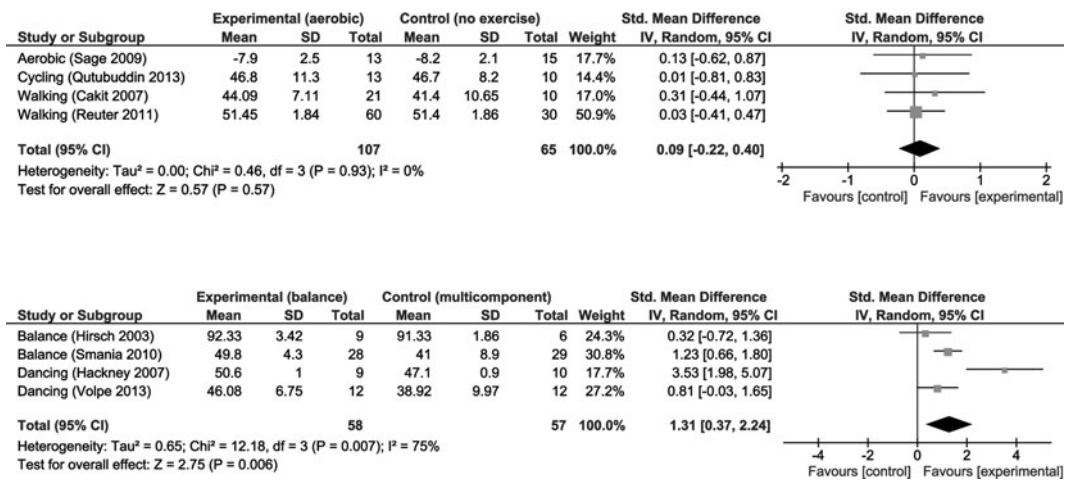 Experimental (aerobic) Control (no exercise) Std. Mean Difference Std. Mean Difference
Study or Subgroup Mean SD Total Mean SD Total Weight IV, Random, 95% CI IV, Random, 95% CI
Aerobic (Sage 2009) -7.9 2.5 13 -8.2 2.1 15 17.7% 0.13 [-0.62, 0.87]
Cycling (Qutubuddin 2013) 46.8 11.3 13 46.7 8.2 10 14.4% 0.01 [-0.81, 0.83]
Walking (Cakit 2007) 44.09 7.11 21 41.4 10.65 10 17.0% 0.31 [-0.44, 1.07]
Walking (Reuter 2011) 51.45 1.84 60 51.4 1.86 30 50.9% 0.03 [-0.41, 0.47]
Total (95% CI) 107 65 100.0% 0.09 [-0.22, 0.40]
Heterogeneity: Tau² = 0.00; Chi² = 0.46, df = 3 (P = 0.93); I² = 0%
Test for overall effect: Z = 0.57 (P = 0.57)
-2 -1 0 1 2
Favours [control] Favours [experimental]
Experimental (balance) Control (multicomponent) Std. Mean Difference Std. Mean Difference
Study or Subgroup Mean SD Total Mean SD Total Weight IV, Random, 95% CI IV, Random, 95% CI
Balance (Hirsch 2003) 92.33 3.42 9 91.33 1.86 6 24.3% 0.32 [-0.72, 1.36]
Balance (Smania 2010) 49.8 4.3 28 41 8.9 29 30.8% 1.23 [0.66, 1.80]
Dancing (Hackney 2007) 50.6 1 9 47.1 0.9 10 17.7% 3.53 [1.98, 5.07]
Dancing (Volpe 2013) 46.08 6.75 12 38.92 9.97 12 27.2% 0.81 [-0.03, 1.65]
Total (95% CI) 58 57 100.0% 1.31 [0.37, 2.24]
Heterogeneity: Tau² = 0.65; Chi² = 12.18, df = 3 (P = 0.007); I² = 75%
Test for overall effect: Z = 2.75 (P = 0.006)
-4 -2 0 2 4
Favours [control] Favours [experimental]